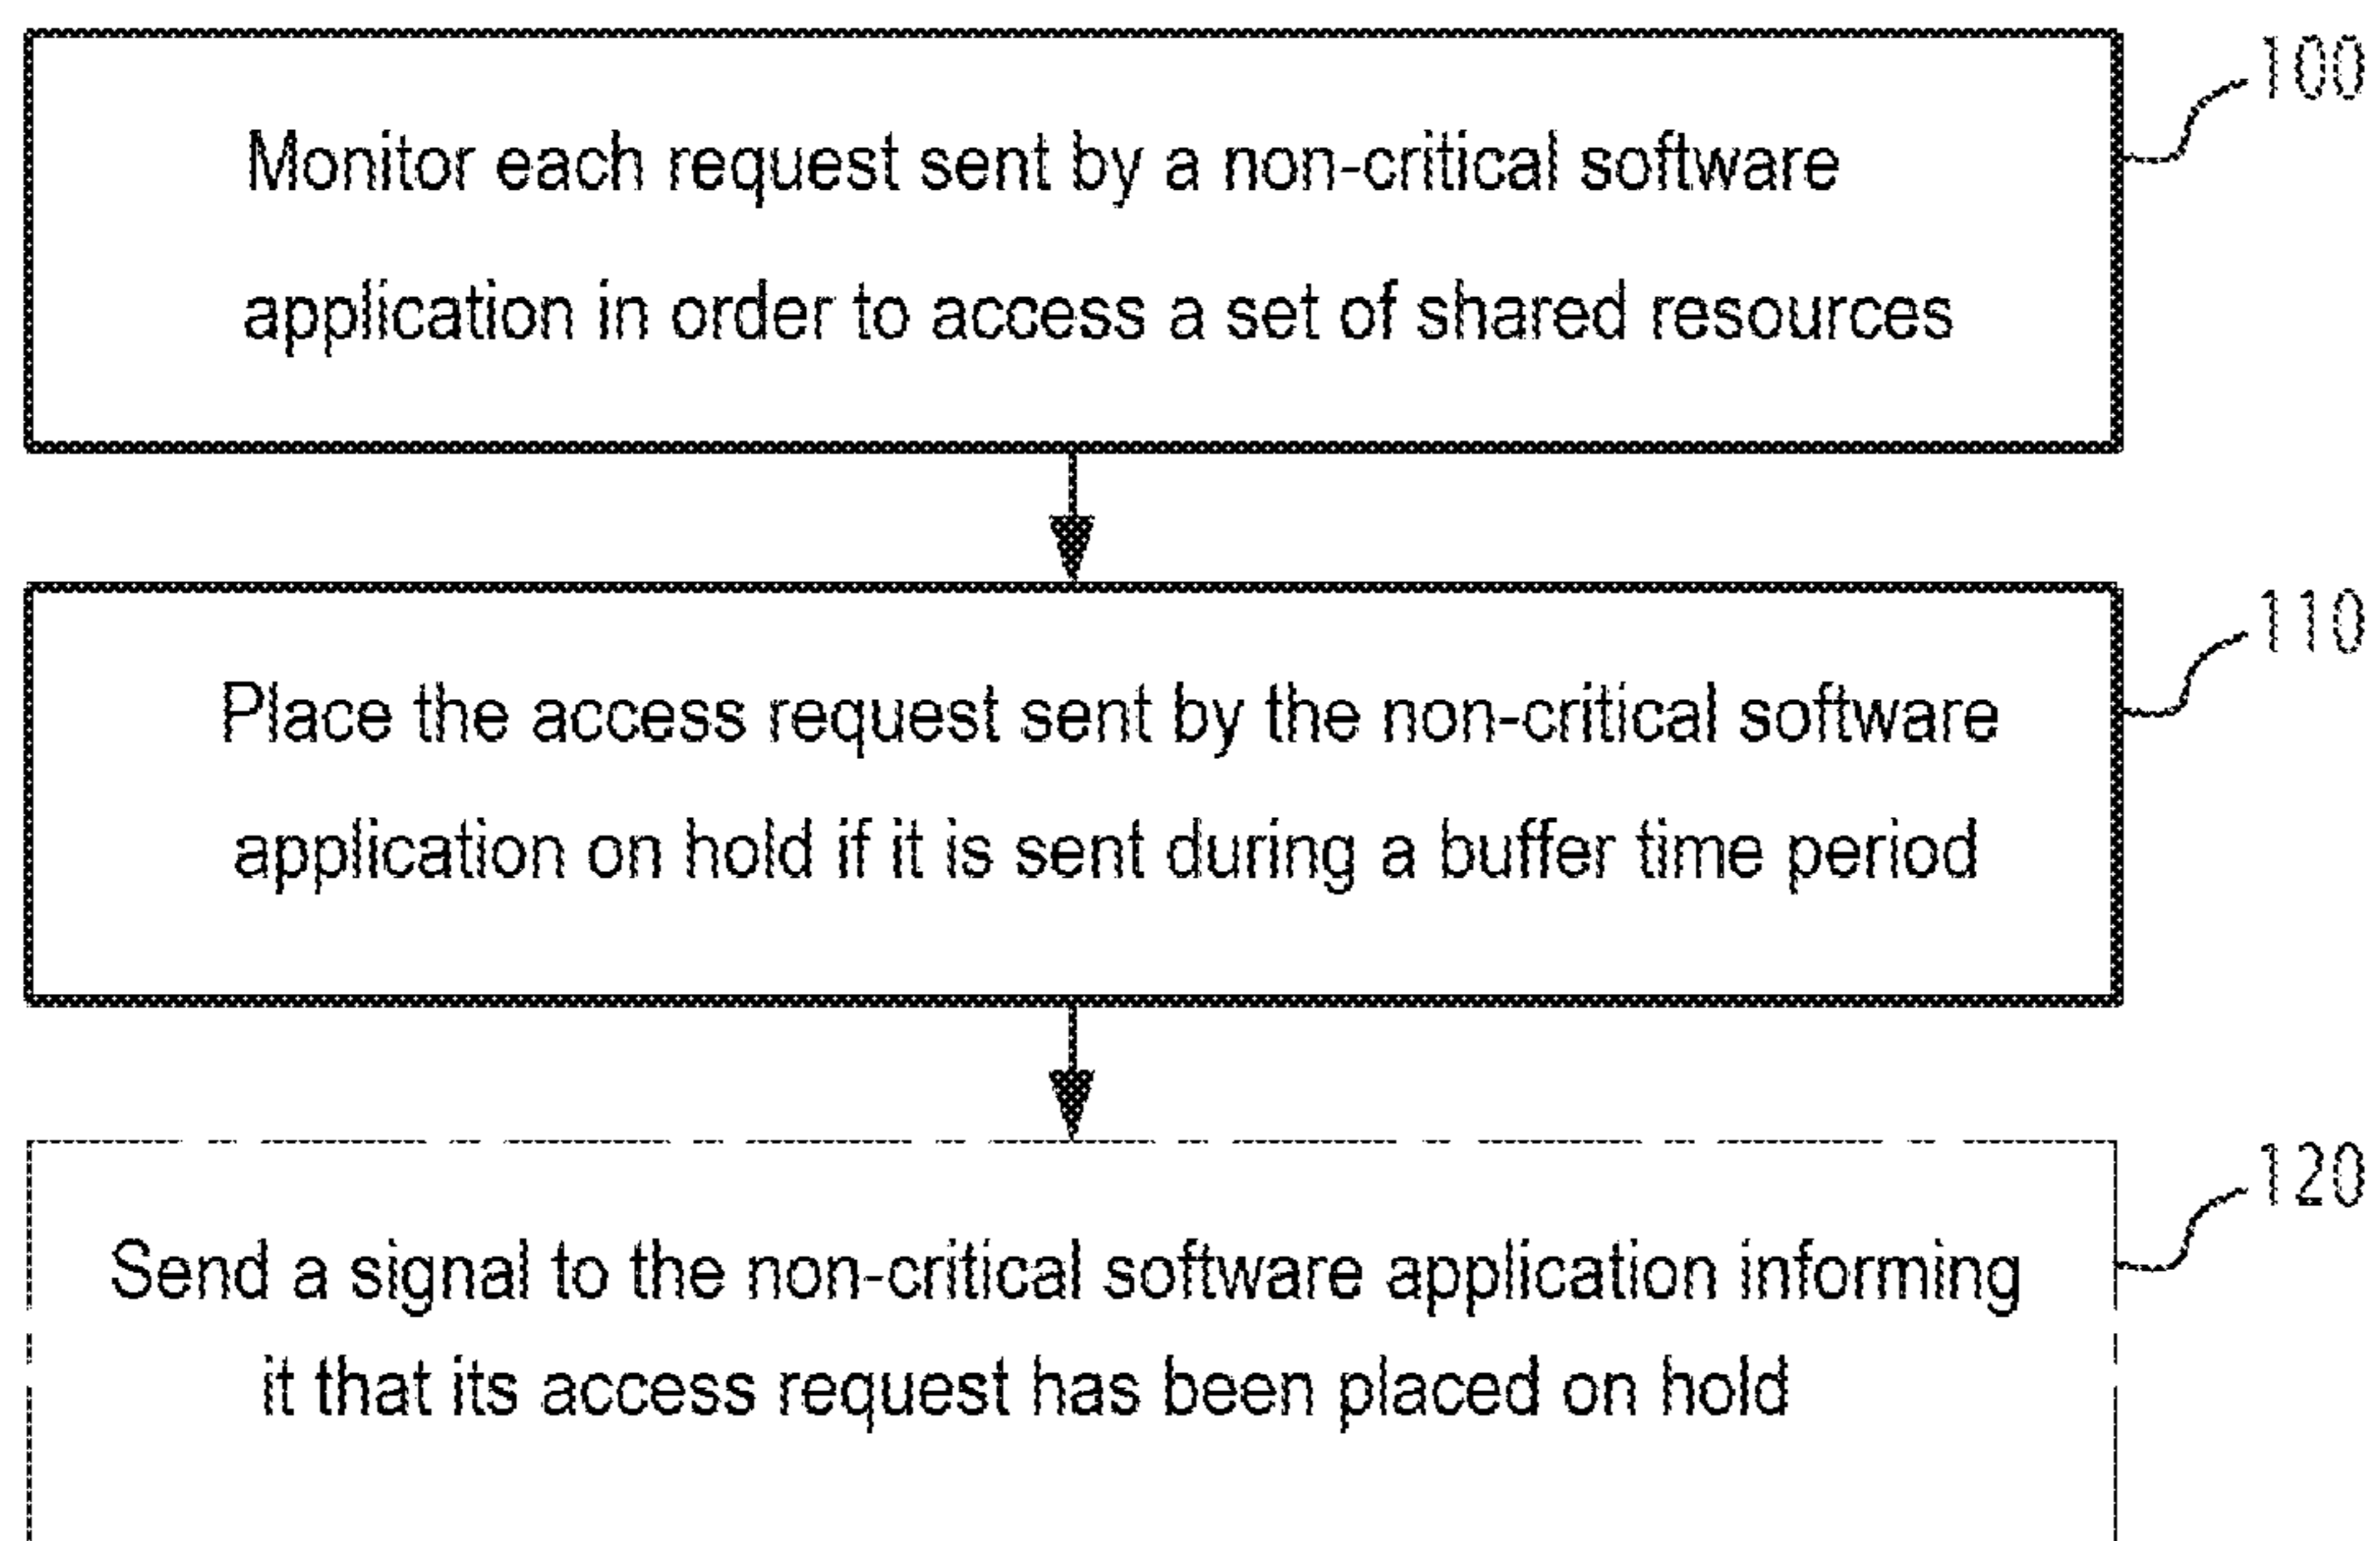 100
Monitor each request sent by a non-critical software
application in order to access a set of shared resources
110
Place the access request sent by the non-critical software
application on hold if it is sent during a buffer time period
120
Send a signal to the non-critical software application informing
it that its access request has been placed on hold